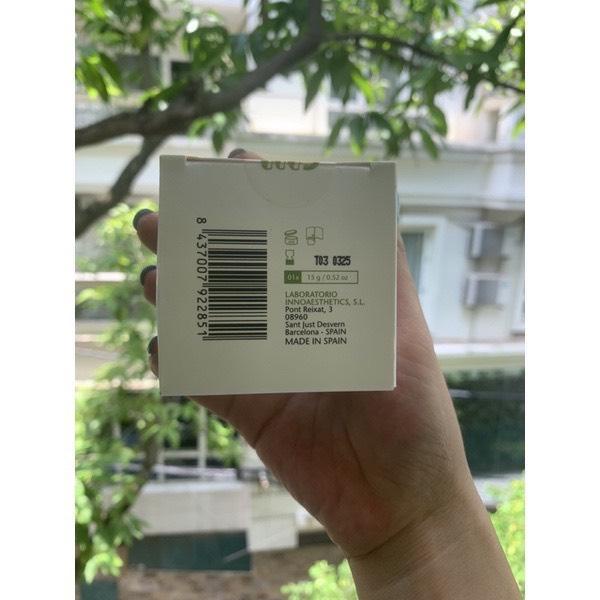 8 437007 922851
T03 0325
01x 15 g / 0.52 oz
LABORATORIO
INNOAESTHETICS, S.L.
Pont Reixat, 3
08960
Sant Just Desvern
Barcelona - SPAIN
MADE IN SPAIN